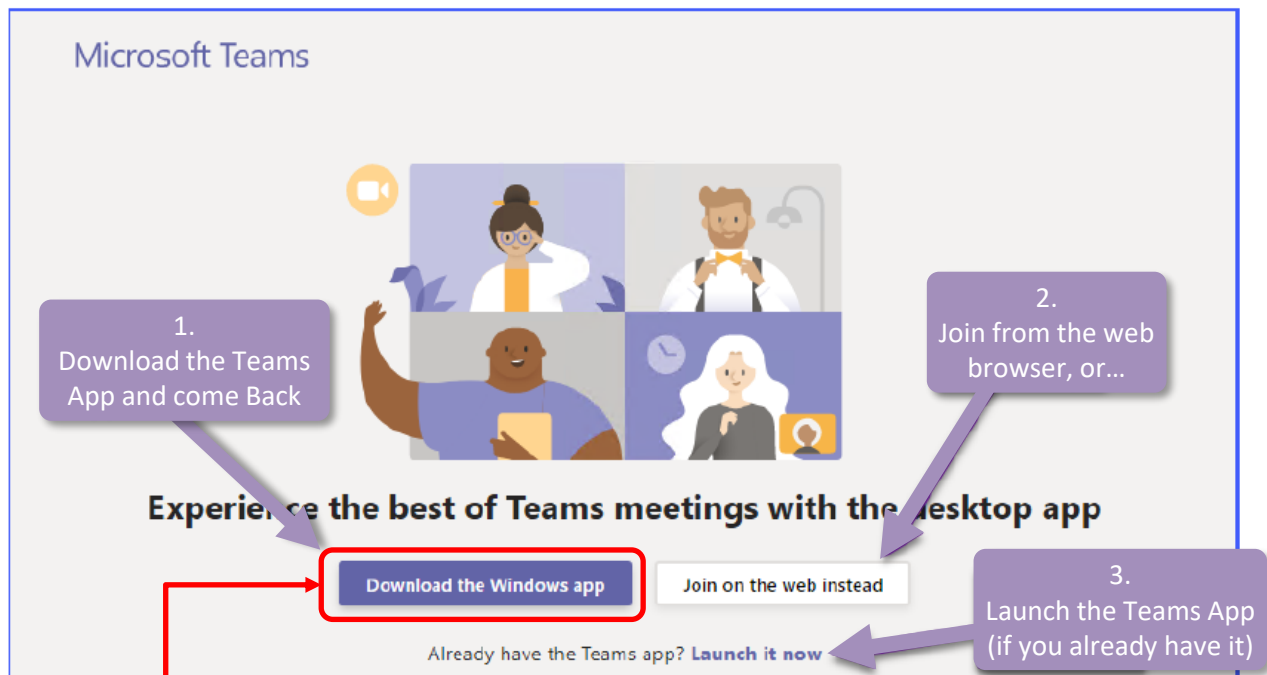 Microsoft Teams
1.
Download the Teams
App and come Back
2.
Join from the web
browser, or…
Experience the best of Teams meetings with the desktop app
Download the Windows app
Join on the web instead
3.
Launch the Teams App
(if you already have it)
Already have the Teams app? Launch it now